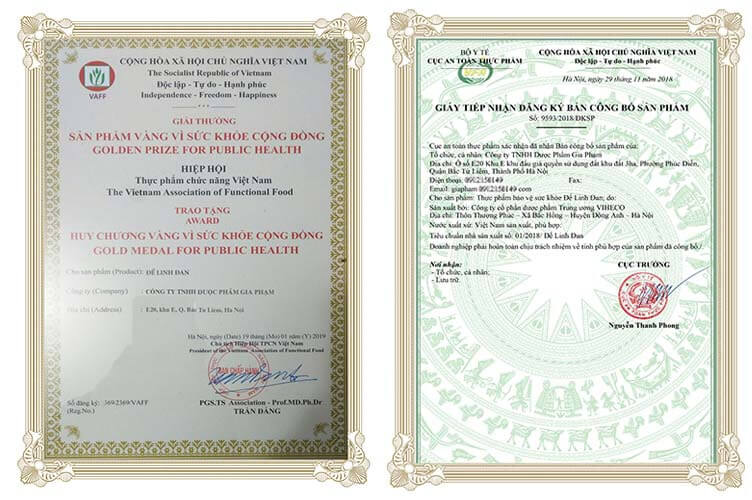 VAFF
CỘNG HÒA XÃ HỘI CHỦ NGHĨA VIỆT NAM
The Socialist Republic of Vietnam
Độc lập - Tự do - Hạnh phúc
Independence - Freedom - Happiness
GIẢI THƯỞNG
SẢN PHẨM VÀNG VÌ SỨC KHỎE CỘNG ĐỒNG
GOLDEN PRIZE FOR PUBLIC HEALTH
HIỆP HỘI
Thực phẩm chức năng Việt Nam
The Vietnam Association of Functional Food
TRAO TẶNG
AWARD
HUY CHƯƠNG VÀNG VÌ SỨC KHỎE CỘNG ĐỒNG
GOLD MEDAL FOR PUBLIC HEALTH
Cho sản phẩm (Product: ĐẾ LINH ĐAN
Công ty (Company) : CÔNG TY TNHH DƯỢC PHẨM GIA PHẠM
Địa chỉ (Address) : E20, khu E, Q. Bắc Từ Liêm, Hà Nội
Hà Nội, ngày (Date) 19 tháng (Mo) 01 năm (Y) 2019
Chủ tịch Hiệp Hội TPCN Việt Nam
President of the Vietnam Association of Functional Food
BAN CHẤP HÀNH
Số đăng ký: 369/2369/VAFF
(Reg.No.)
PGS.TS Association - Prof.MD.Ph.Dr
TRẦN ĐÁNG
BỘ Y TẾ
CỤC AN TOÀN THỰC PHẨM
CỘNG HÒA XÃ HỘI CHỦ NGHĨA VIỆT NAM
Độc lập - Tự do - Hạnh phúc
Hà Nội, ngày 29 tháng 11 năm 2018
GIẤY TIẾP NHẬN ĐĂNG KÝ BẢN CÔNG BỐ SẢN PHẨM
Số: 9593/2018/ĐKSP
Cục an toàn thực phẩm xác nhận đã nhận Bản công bố sản phẩm của:
Tổ chức, cá nhân: Công ty TNHH Dược Phẩm Gia Phạm
Địa chỉ: Ô số E20 Khu E khu đấu giá quyền sử dụng đất khu đất 3ha, Phường Phúc Diễn,
Quận Bắc Từ Liêm, Thành Phố Hà Nội
Điện thoại: 0912158149 Fax:
Email: giapham 0912158149 com
Cho sản phẩm: Thực phẩm bảo vệ sức khỏe Đế Linh Đan; do:
Sản xuất bởi: Công ty cổ phần dược phẩm Trung ương VIHECO
Địa chỉ: Thôn Thượng Phúc – Xã Bắc Hồng – Huyện Đông Anh - Hà Nội
Nước xuất xứ: Việt Nam sản xuất, phù hợp:
Tiêu chuẩn nhà sản xuất số: 01/2018/ Đế Linh Đan
Doanh nghiệp phải hoàn toàn chịu trách nhiệm về tính phù hợp của sản phẩm đã công bố./.
Nơi nhận:
- Tổ chức, cá nhân;
- Lưu trữ.
CỤC TRƯỞNG
Nguyễn Thanh Phong